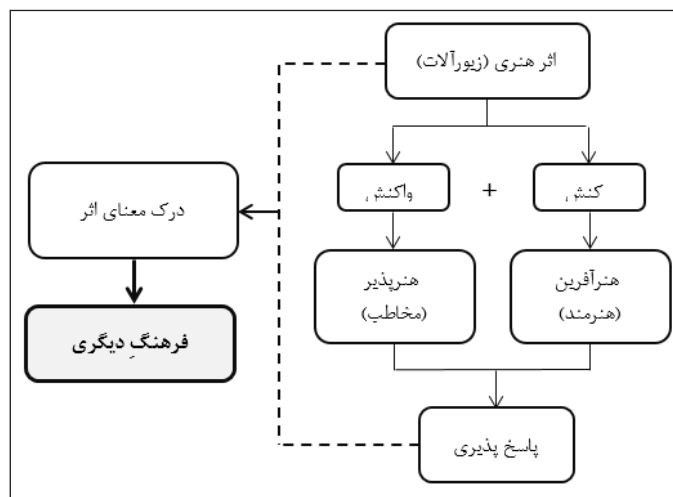 اثر هنری (زیورآلات)
کنش
+
واکنش
هنرآفرین
(هنرمند)
هنرپذیر
(مخاطب)
پاسخ پذیری
درک معنای اثر
فرهنگِ دیگری